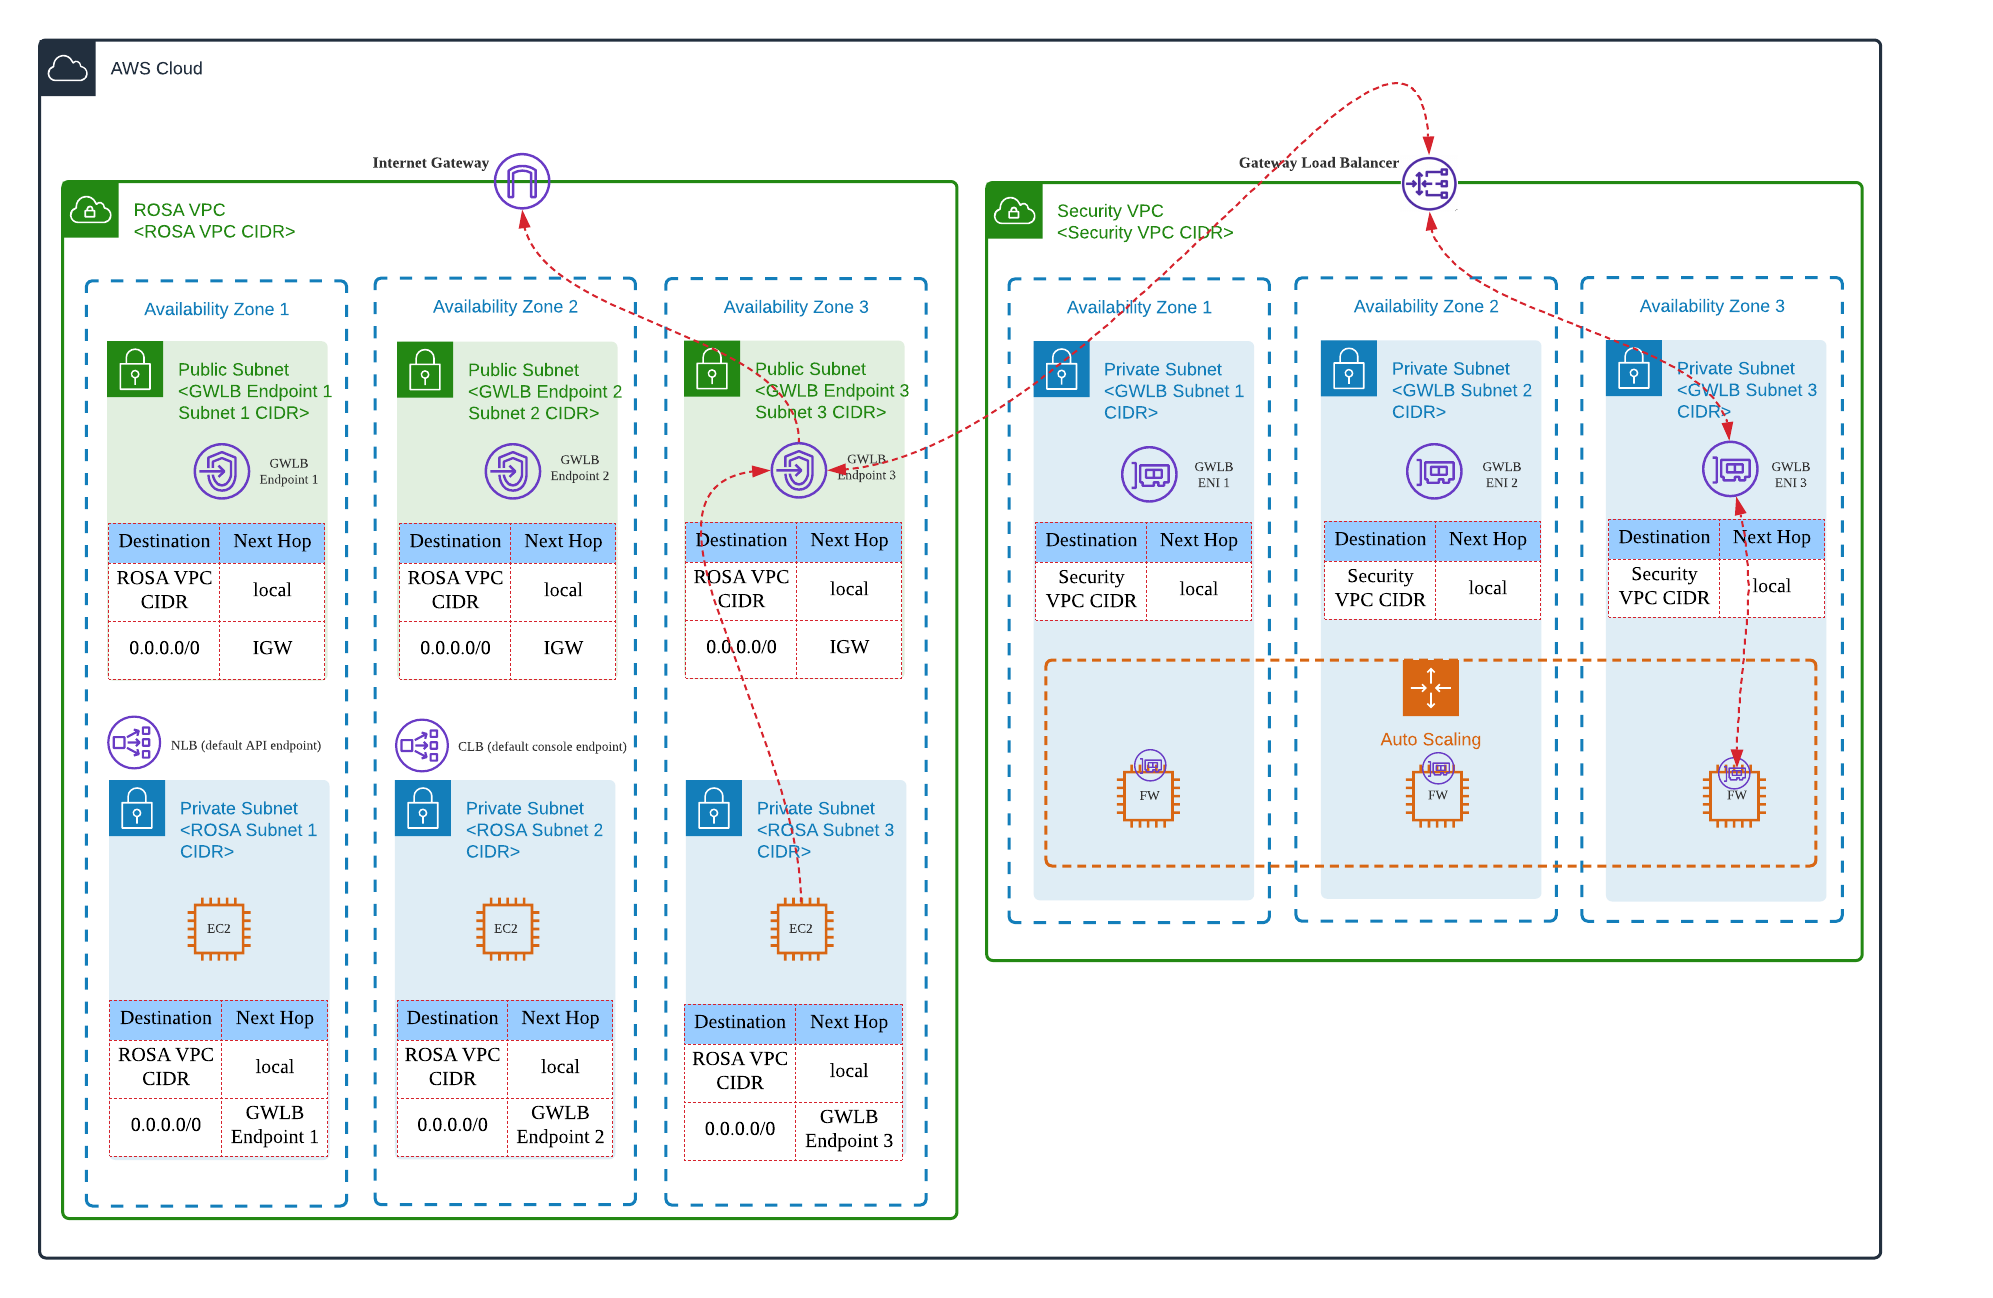 AWS Cloud
Internet Gateway
Gateway Load Balancer
ROSA VPC
<ROSA VPC CIDR>
Availability Zone 1
Public Subnet
<GWLB Endpoint 1
Subnet 1 CIDR>
GWLB
Endpoint 1
Destination Next Hop
ROSA VPC
CIDR
local
0.0.0.0/0 IGW
NLB (default API endpoint)
Private Subnet
<ROSA Subnet 1
CIDR>
EC2
Destination Next Hop
ROSA VPC
CIDR
local
0.0.0.0/0
GWLB
Endpoint 1
Availability Zone 2
Public Subnet
<GWLB Endpoint 2
Subnet 2 CIDR>
GWLB
Endpoint 2
Destination Next Hop
ROSA VPC
CIDR
local
0.0.0.0/0 IGW
CLB (default console endpoint)
Private Subnet
<ROSA Subnet 2
CIDR>
EC2
Destination Next Hop
ROSA VPC
CIDR
local
0.0.0.0/0
GWLB
Endpoint 2
Availability Zone 3
Public Subnet
<GWLB Endpoint 3
Subnet 3 CIDR>
GWLB
Endpoint 3
Destination Next Hop
ROSA VPC
CIDR
local
0.0.0.0/0 IGW
Private Subnet
<ROSA Subnet 3
CIDR>
EC2
Destination Next Hop
ROSA VPC
CIDR
local
0.0.0.0/0
GWLB
Endpoint 3
Security VPC
<Security VPC CIDR>
Availability Zone 1
Private Subnet
<GWLB Subnet 1
CIDR>
GWLB
ENI 1
Destination Next Hop
Security
VPC CIDR
local
FW
Availability Zone 2
Private Subnet
<GWLB Subnet 2
CIDR>
GWLB
ENI 2
Destination Next Hop
Security
VPC CIDR
local
Auto Scaling
FW
Availability Zone 3
Private Subnet
<GWLB Subnet 3
CIDR>
GWLB
ENI 3
Destination Next Hop
Security
VPC CIDR
local
FW